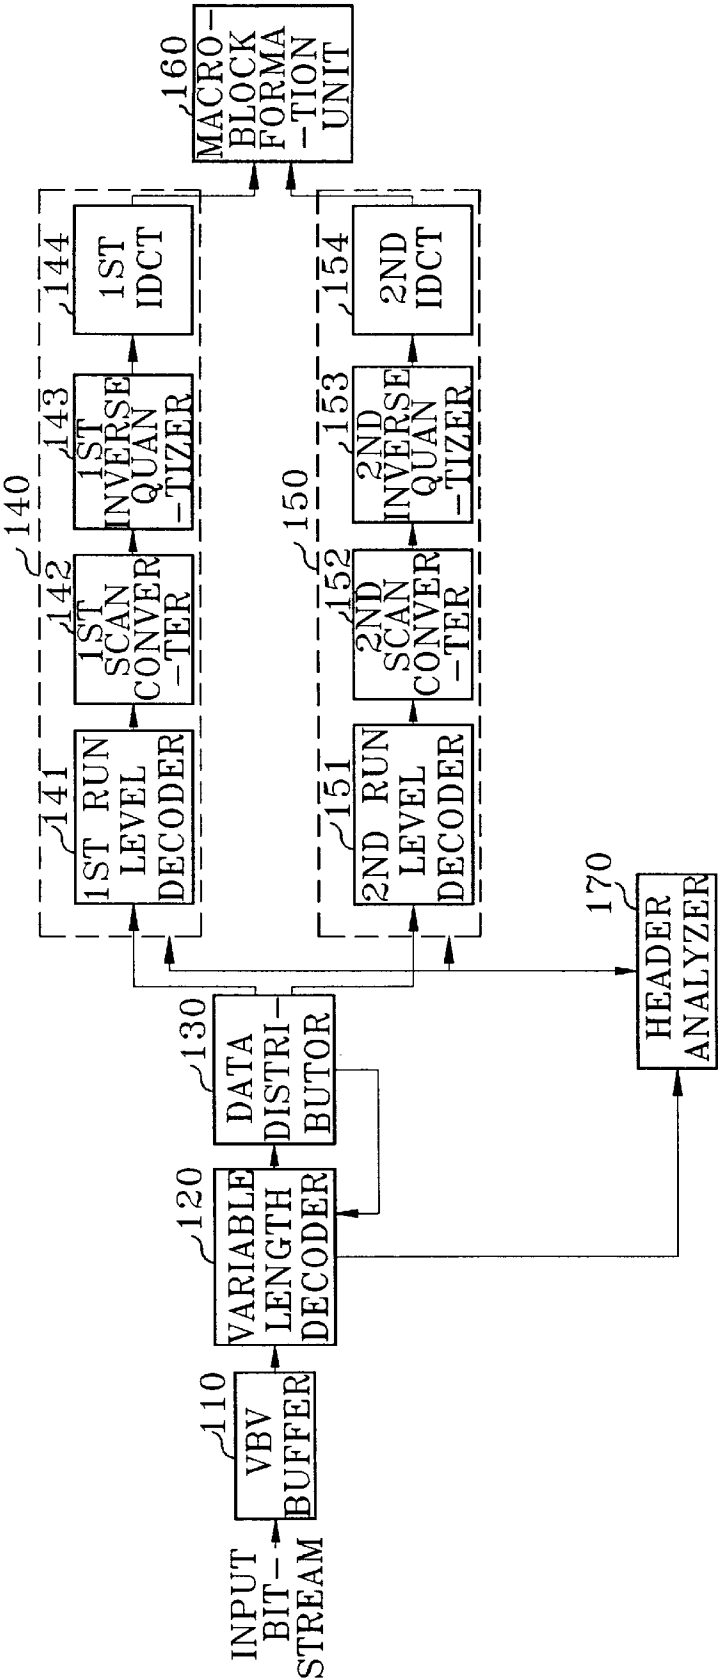 INPUT
BIT-
STREAM
110
VBV
BUFFER
120
VARIABLE
LENGTH
DECODER
130
DATA
DISTRI-
BUTOR
140
141
1ST RUN
LEVEL
DECODER
142
1ST
SCAN
CONVER
-TER
143
1ST
INVERSE
QUAN
-TIZER
144
1ST
IDCT
150
151
2ND RUN
LEVEL
DECODER
152
2ND
SCAN
CONVER
-TER
153
2ND
INVERSE
QUAN
-TIZER
154
2ND
IDCT
160
MACRO-
BLOCK
FORMA
-TION
UNIT
170
HEADER
ANALYZER